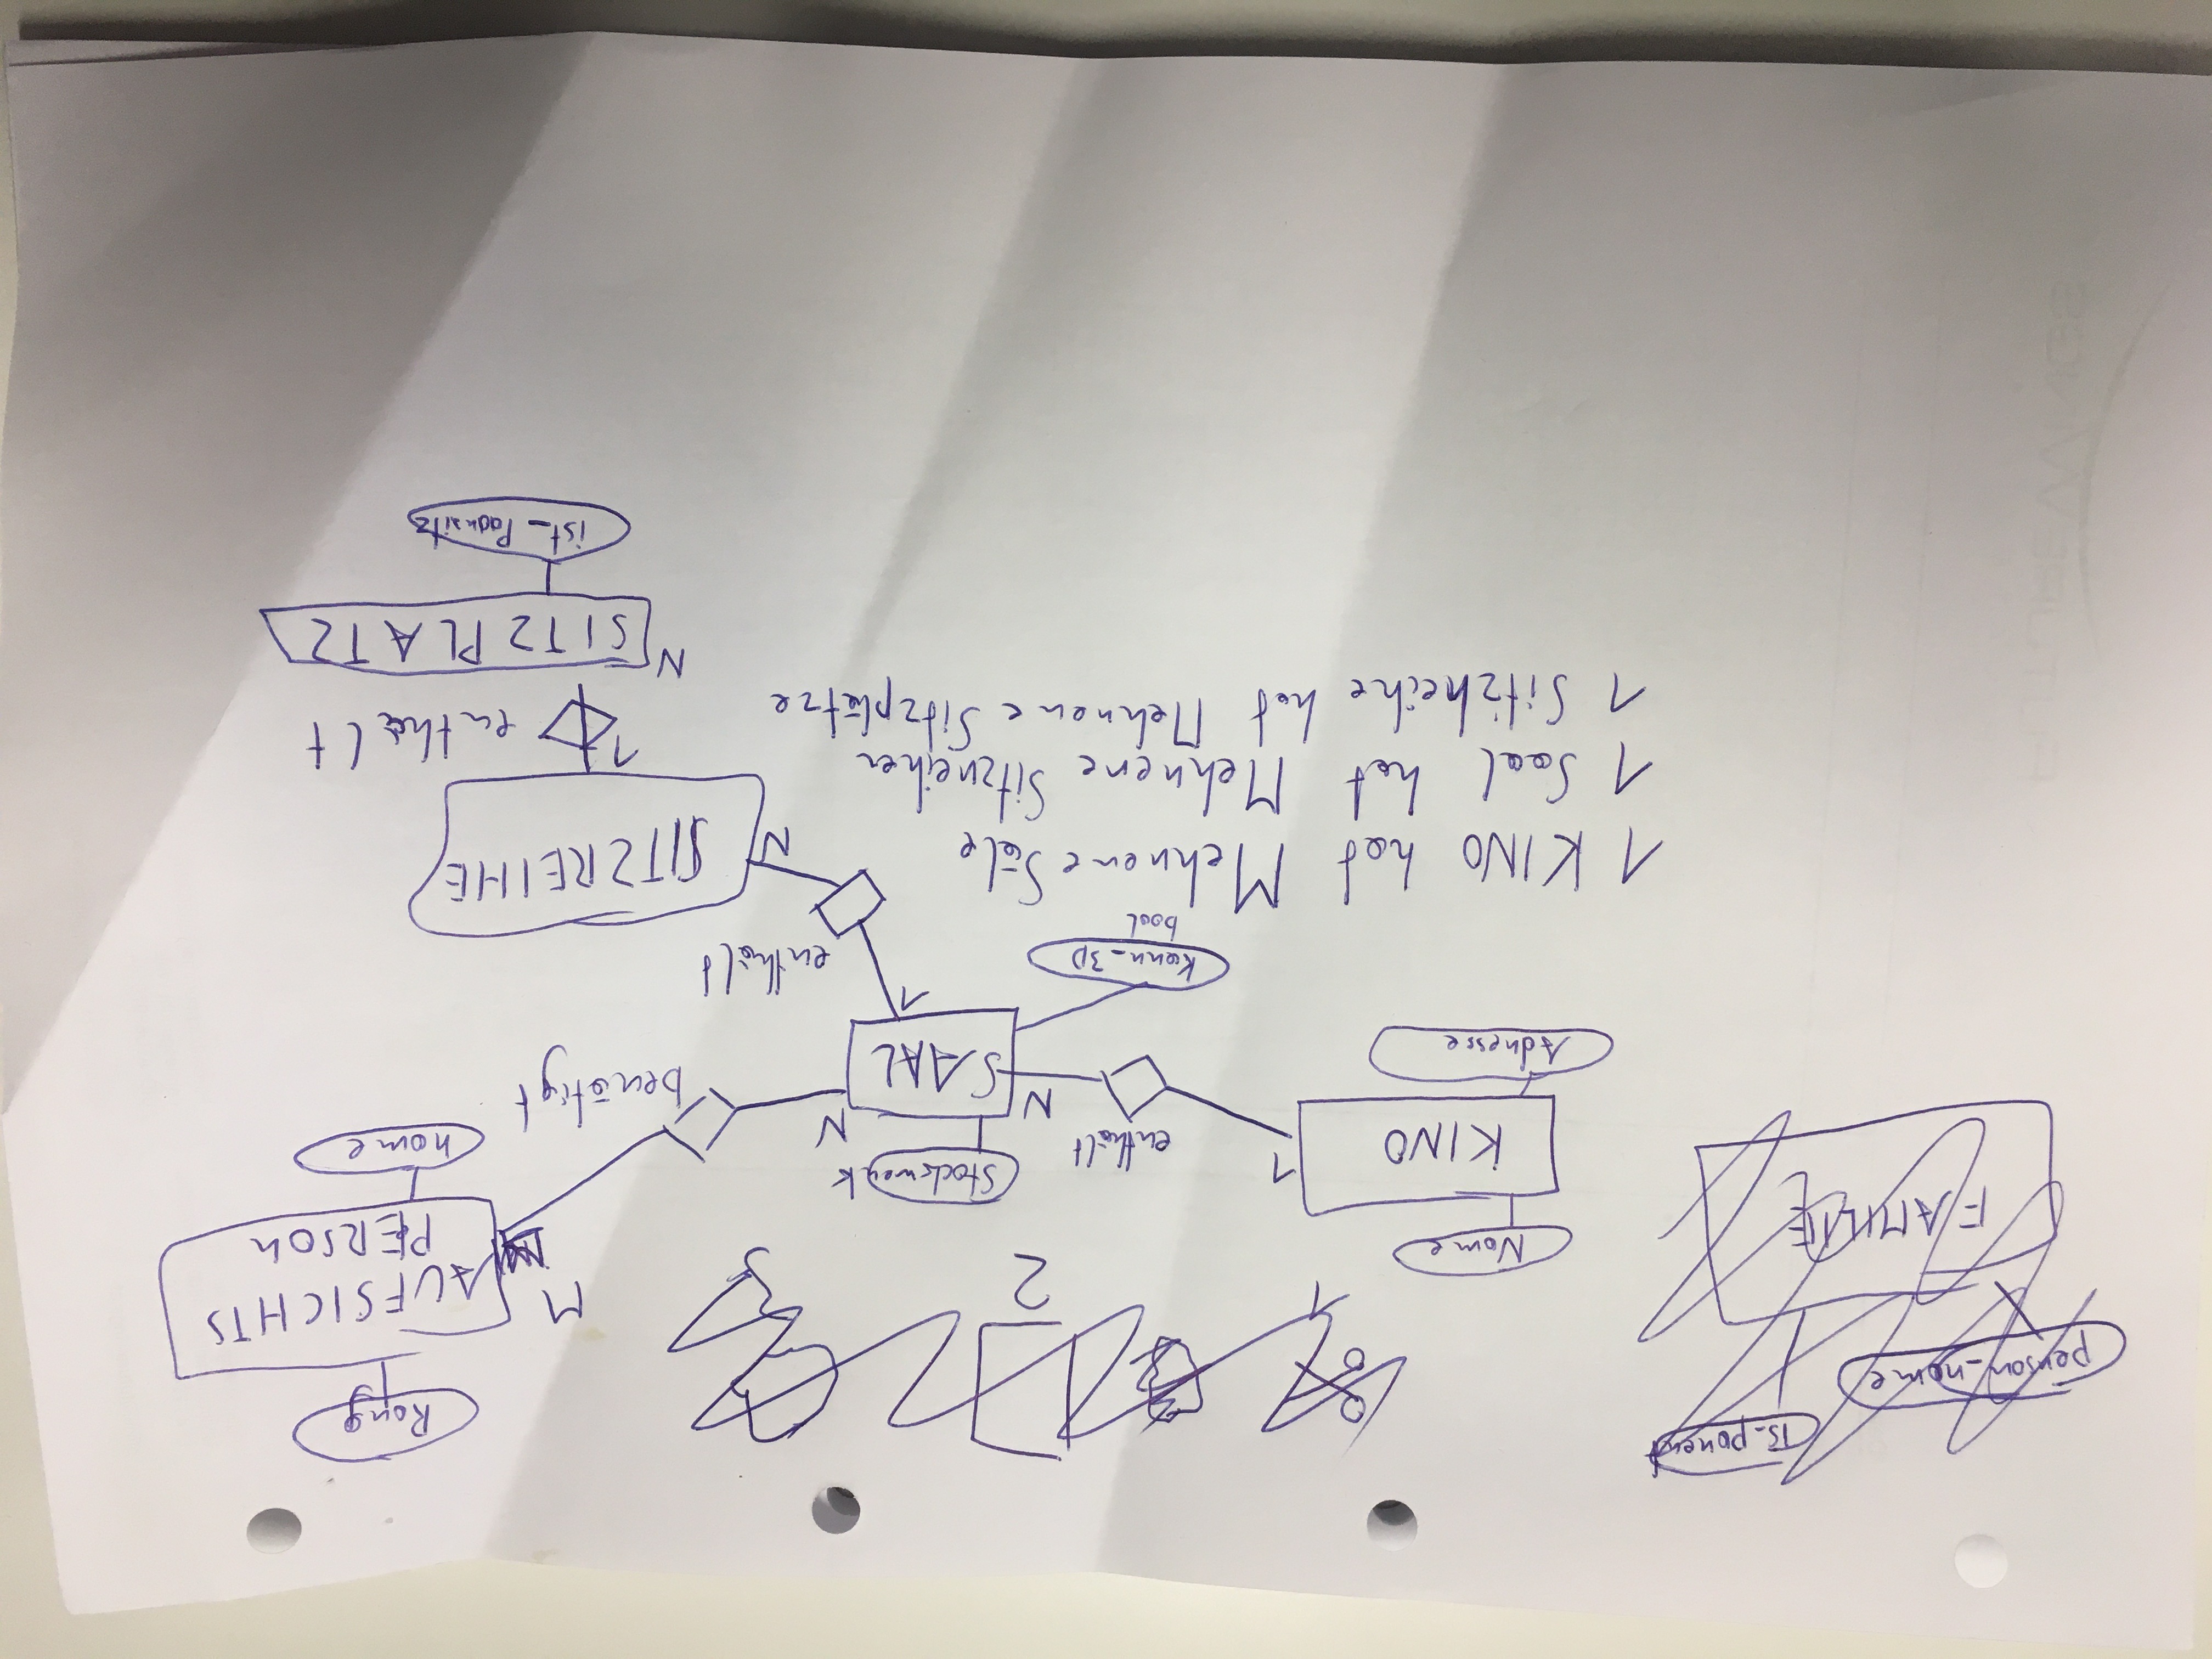 person_name
Is_parent
FAMILIE
2
Name
KINO
Adresse
1
enthält
N
Stockwerk
SAAL
kann_3D
bool
N
benötigt
M
Rang
AUFSICHTS
PERSON
name
1
enthält
N
SITZREIHE
1
enthält
N
SITZPLATZ
1 KINO hat Mehrere Säle
1 Saal hat Mehrere Sitzreihen
1 Sitzreihe hat Mehrere Sitzplätze
FUTUREWINGS